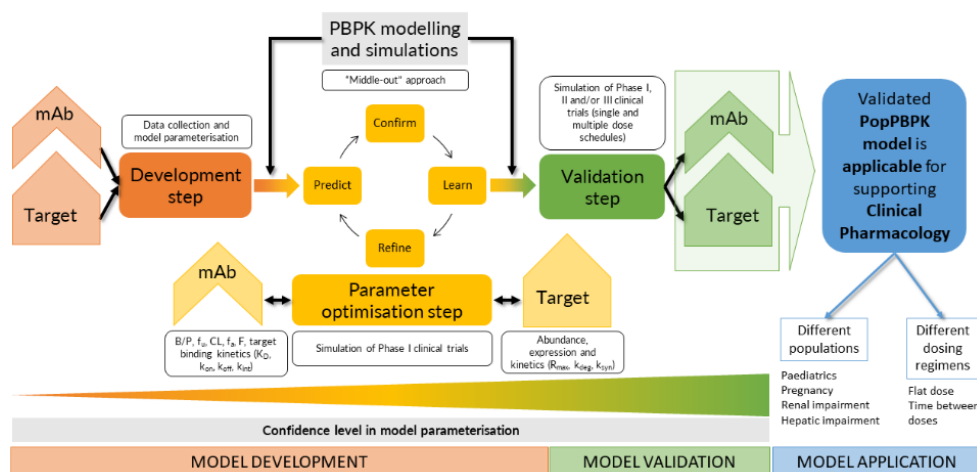 PBPK modelling
and simulations
"Middle-out" approach
mAb
Target
Data collection and
model parameterisation
Development
step
Confirm
Predict
Learn
Refine
Simulation of Phase I,
II and/or III clinical
trials (single and
multiple dose
schedules)
Validation
step
mAb
Target
Validated
PopPBPK
model is
applicable for
supporting
Clinical
Pharmacology
mAb
Parameter
optimisation step
Target
B/P, fu, CL, fa, F, target
binding kinetics (KD,
kon, koff, kint)
Simulation of Phase I clinical trials
Abundance,
expression and
kinetics (Rmax, kdeg, ksyn)
Different
populations
Paediatrics
Pregnancy
Renal impairment
Hepatic impairment
Different
dosing
regimens
Flat dose
Time between
doses
Confidence level in model parameterisation
MODEL DEVELOPMENT
MODEL VALIDATION
MODEL APPLICATION